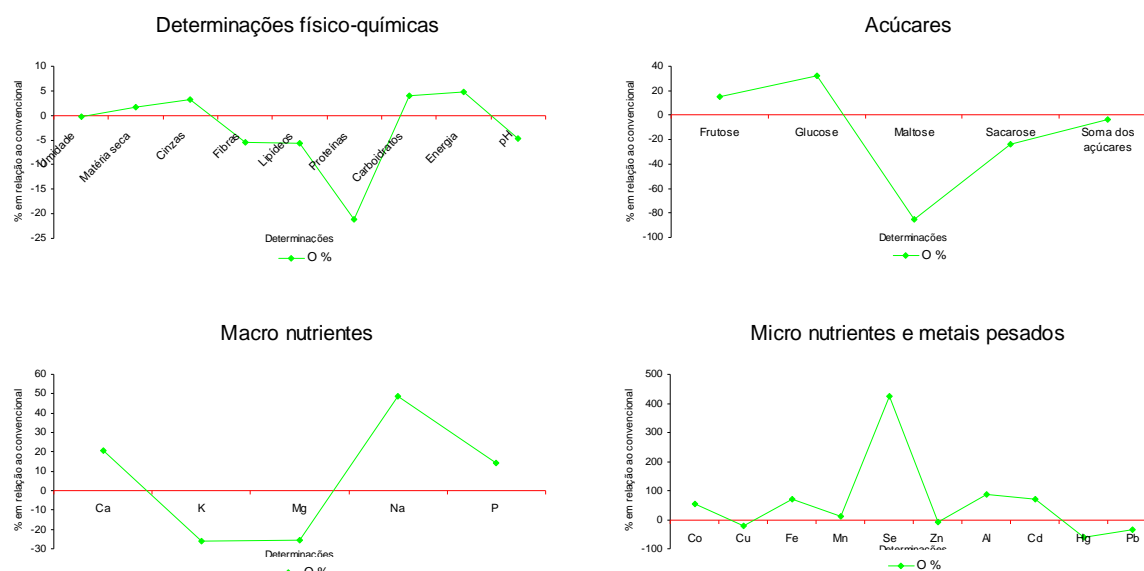 Determinações físico-químicas
% em relação ao convencional
10
5
0
-5
-10
-15
-20
-25
Umidade
Matéria seca
Cinzas
Fibras
Lipídeos
Proteínas
Carboidratos
Energia
pH
Determinações
O %
Açúcares
% em relação ao convencional
40
20
0
-20
-40
-60
-80
-100
Frutose
Glucose
Maltose
Sacarose
Soma dos
açúcares
Determinações
O %
Macro nutrientes
% em relação ao convencional
60
50
40
30
20
10
0
-10
-20
-30
Ca
K
Mg
Na
P
Determinações
O %
Micro nutrientes e metais pesados
% em relação ao convencional
500
400
300
200
100
0
-100
Co
Cu
Fe
Mn
Se
Zn
Al
Cd
Hg
Pb
Determinações
O %